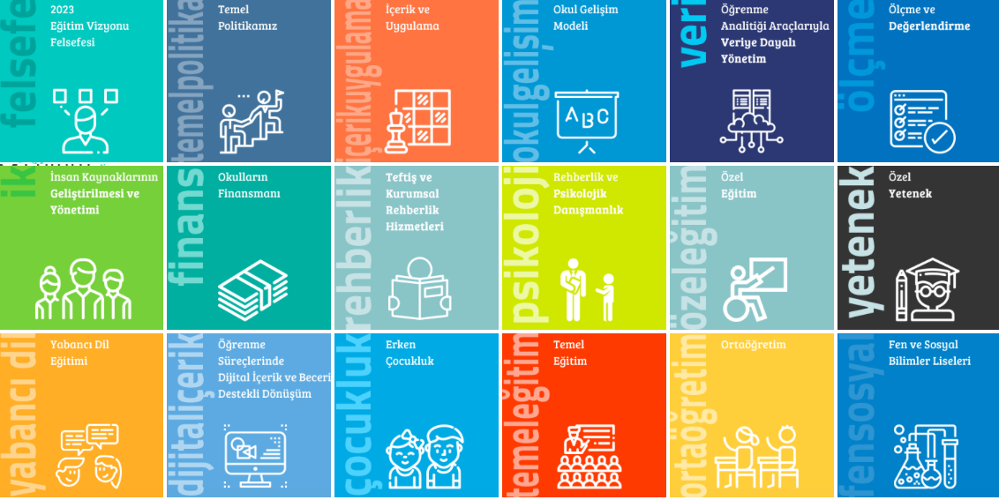 felsefe
2023
Eğitim Vizyonu
Felsefesi
temelpolitika
Temel
Politikamız
içerikuygulama
İçerik ve
Uygulama
okulgelişim
Okul Gelişim
Modeli
ABC
veri
Öğrenme
Analitiği Araçlarıyla
Veriye Dayalı
Yönetim
ölçme
Ölçme ve
Değerlendirme
ik
İnsan Kaynaklarının
Geliştirilmesi ve
Yönetimi
finans
Okulların
Finansmanı
rehberlik
Teftiş ve
Kurumsal
Rehberlik
Hizmetleri
psikoloji
Rehberlik ve
Psikolojik
Danışmanlık
özeleğitim
Özel
Eğitim
yetenek
Özel
Yetenek
yabancı dil
Yabancı Dil
Eğitimi
dijitaliçerik
Öğrenme
Süreçlerinde
Dijital İçerik ve Beceri
Destekli Dönüşüm
çocukluk
Erken
Çocukluk
temeleğitim
Temel
Eğitim
ortaöğretim
Ortaöğretim
fensosyal
Fen ve Sosyal
Bilimler Liseleri